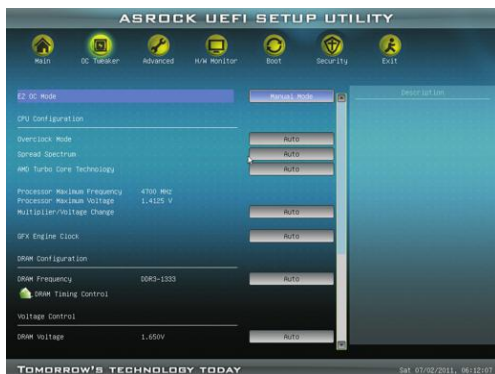 ASROCK UEFI SETUP UTILITY
Main OC Tweaker Advanced H/W Monitor Boot Security Exit
EZ OC Mode Manual Mode
Description
CPU Configuration
Overclock Mode Auto
Spread Spectrum Auto
AMD Turbo Core Technology Auto
Processor Maximum Frequency 4700 MHz
Processor Maximum Voltage 1.4125 V
Multiplier/Voltage Change Auto
GFX Engine Clock Auto
DRAM Configuration
DRAM Frequency DDR3-1333 Auto
DRAM Timing Control
Voltage Control
DRAM Voltage 1.650V Auto
TOMORROW'S TECHNOLOGY TODAY
Sat 07/02/2011, 06:12:07